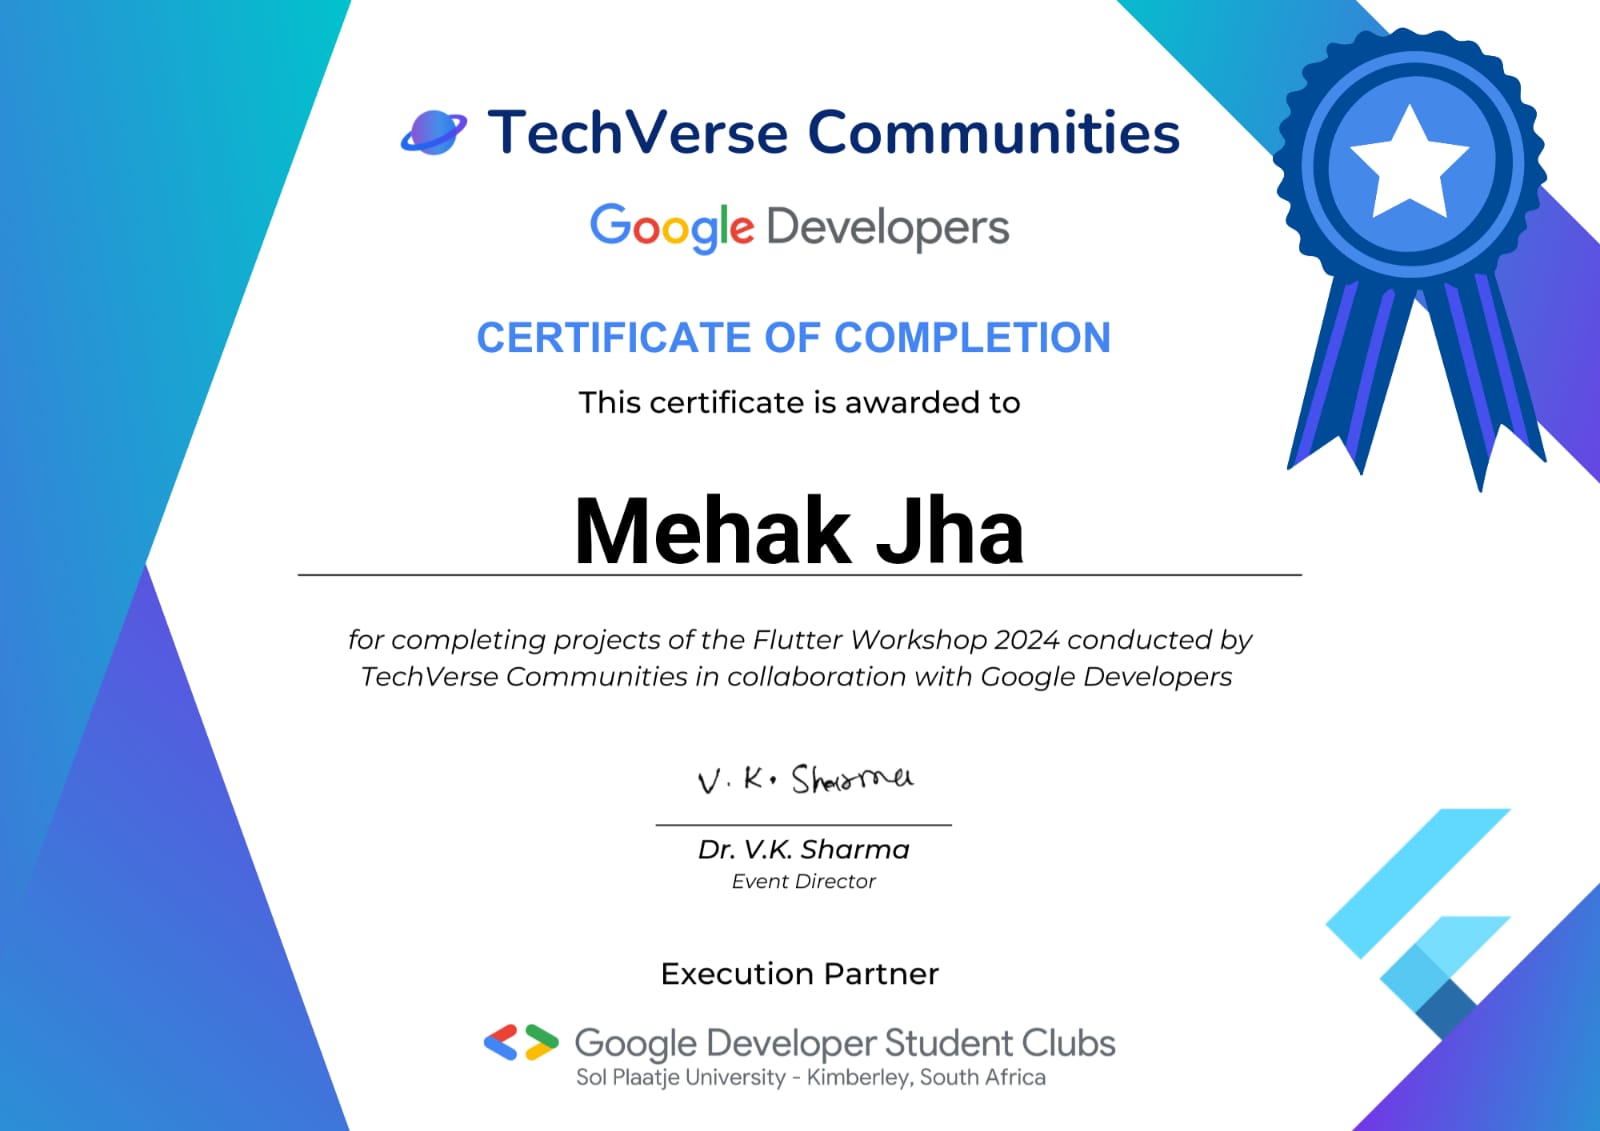 TechVerse Communities
Google Developers
CERTIFICATE OF COMPLETION
This certificate is awarded to
Mehak Jha
for completing projects of the Flutter Workshop 2024 conducted by
TechVerse Communities in collaboration with Google Developers
V. K. Sharma
Dr. V.K. Sharma
Event Director
Execution Partner
Google Developer Student Clubs
Sol Plaatje University - Kimberley, South Africa